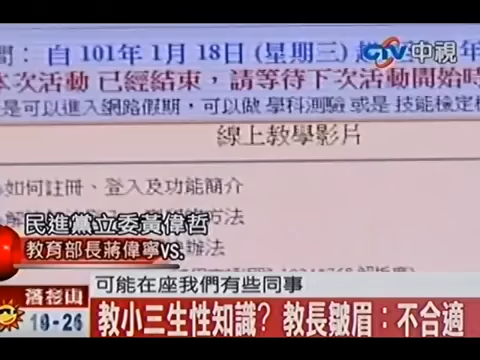 間：自 101年 1月 18日 (星期三) 起
CTV中視
年
本次活動 已經結束，請等待下次活動開始時
是可以進入網路假期，可以做 學科測驗 或是 技能檢定
線上教學影片
如何註冊、登入及功能簡介
方法
辦法
民進黨立委黃偉哲
教育部長蔣偉寧VS.
可能在座我們有些同事
洛杉山
19-26
教小三生性知識？教長皺眉：不合適